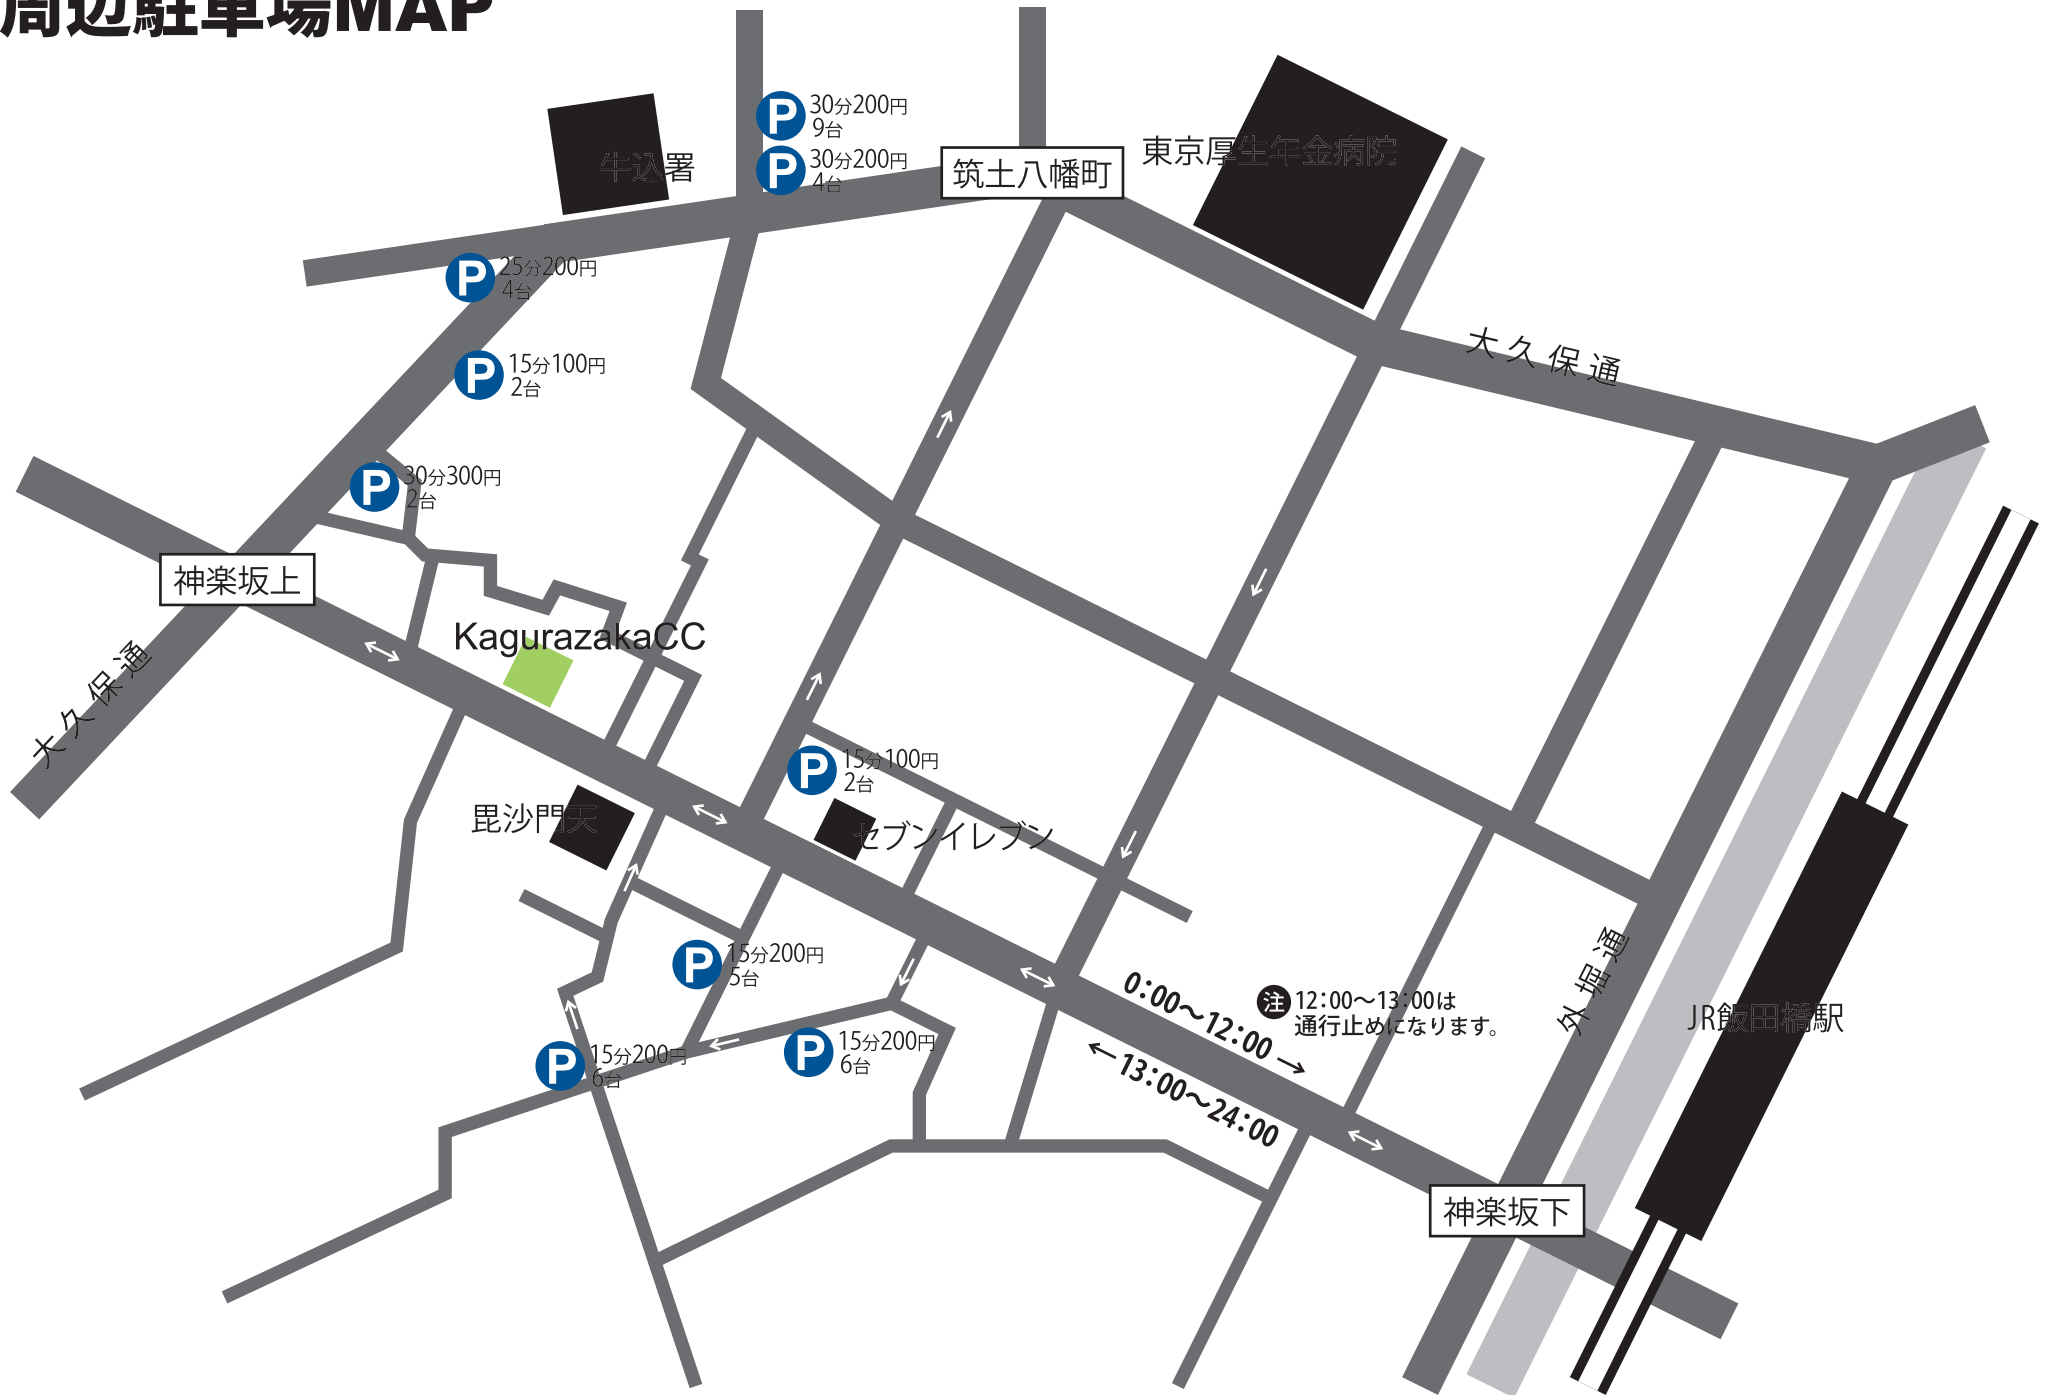 周辺駐車場MAP
P 30分200円
9台
P 30分200円
4台
牛込署
筑土八幡町
東京厚生年金病院
P 25分200円
4台
大久保通
P 15分100円
2台
P 30分300円
2台
神楽坂上
KagurazakaCC
大久保通
P 15分100円
2台
毘沙門天
セブンイレブン
P 15分200円
5台
0:00〜12:00 →
注 12:00〜13:00は
通行止めになります。
外堀通
JR飯田橋駅
P 15分200円
6台
P 15分200円
6台
←13:00〜24:00
神楽坂下